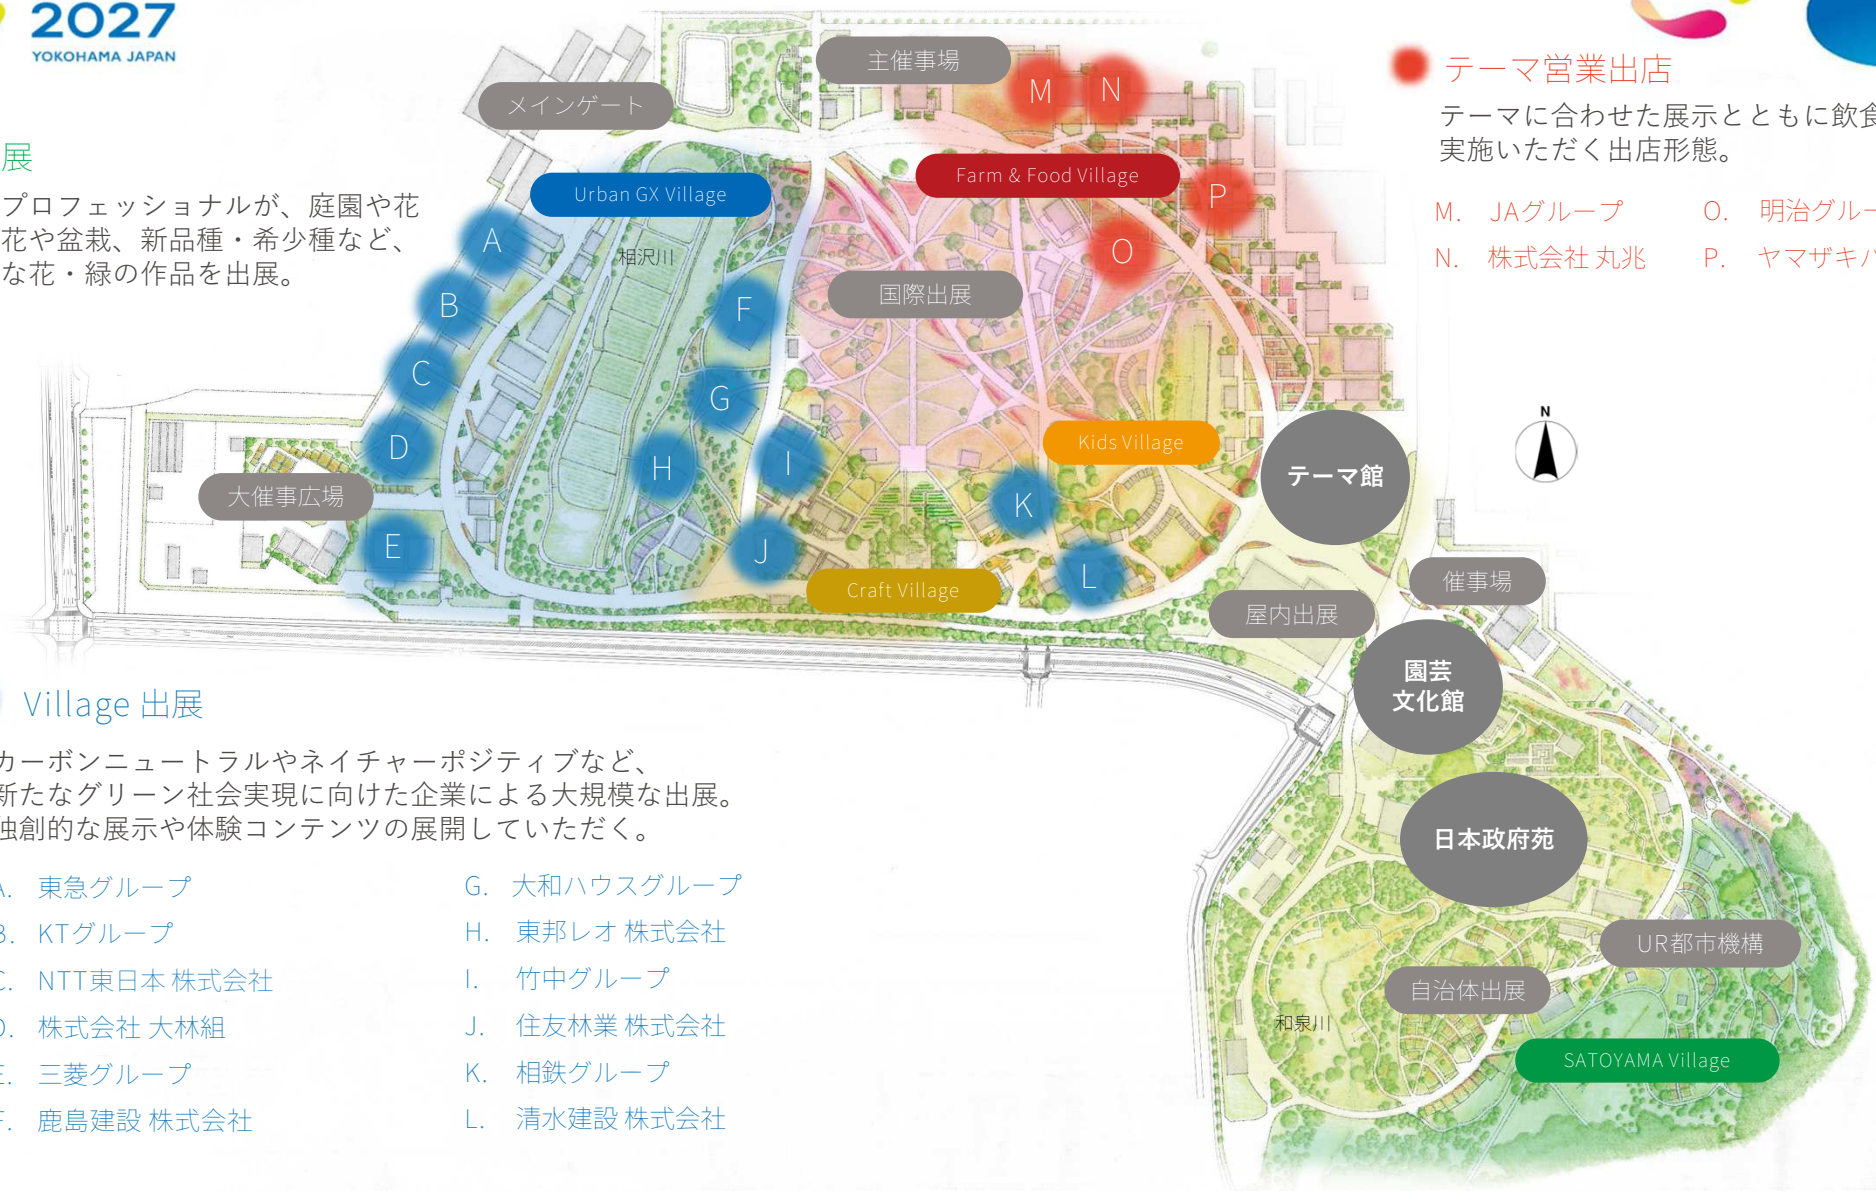 2027
YOKOHAMA JAPAN
展
プロフェッショナルが、庭園や花
花や盆栽、新品種・希少種など、
な花・緑の作品を出展。
テーマ営業出店
テーマに合わせた展示とともに飲食
実施いただく出店形態。
M. JAグループ
O. 明治グルー
N. 株式会社 丸兆
P. ヤマザキ
主催事場
メインゲート
M
N
Farm & Food Village
Urban GX Village
P
A
相沢川
O
国際出展
B
F
C
G
N
D
Kids Village
H
I
テーマ館
大催事広場
K
E
J
L
Craft Village
催事場
屋内出展
園芸
文化館
日本政府苑
UR都市機構
自治体出展
和泉川
SATOYAMA Village
Village 出展
カーボンニュートラルやネイチャーポジティブなど、
新たなグリーン社会実現に向けた企業による大規模な出展。
独創的な展示や体験コンテンツの展開していただく。
A. 東急グループ
B. KTグループ
C. NTT東日本 株式会社
D. 株式会社 大林組
E. 三菱グループ
F. 鹿島建設 株式会社
G. 大和ハウスグループ
H. 東邦レオ 株式会社
I. 竹中グループ
J. 住友林業 株式会社
K. 相鉄グループ
L. 清水建設 株式会社